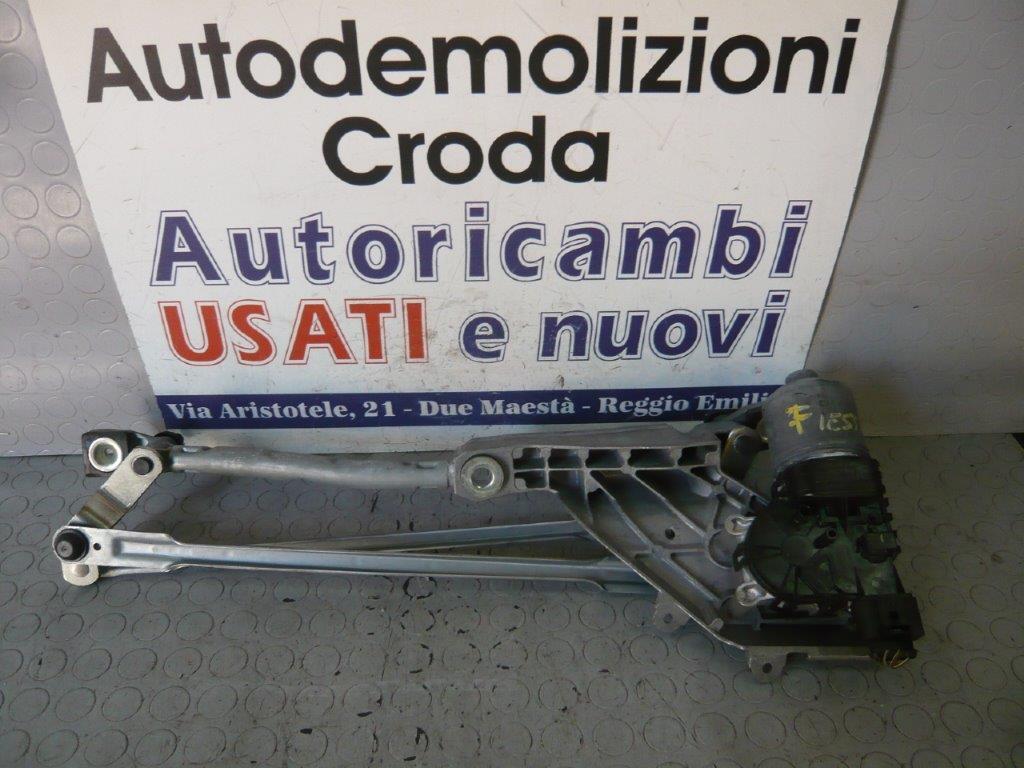 Autodemolizioni
Croda
Autoricambi
USATI e nuovi
Via Aristotele, 21 - Due Maestà - Reggio Emili
FIEST